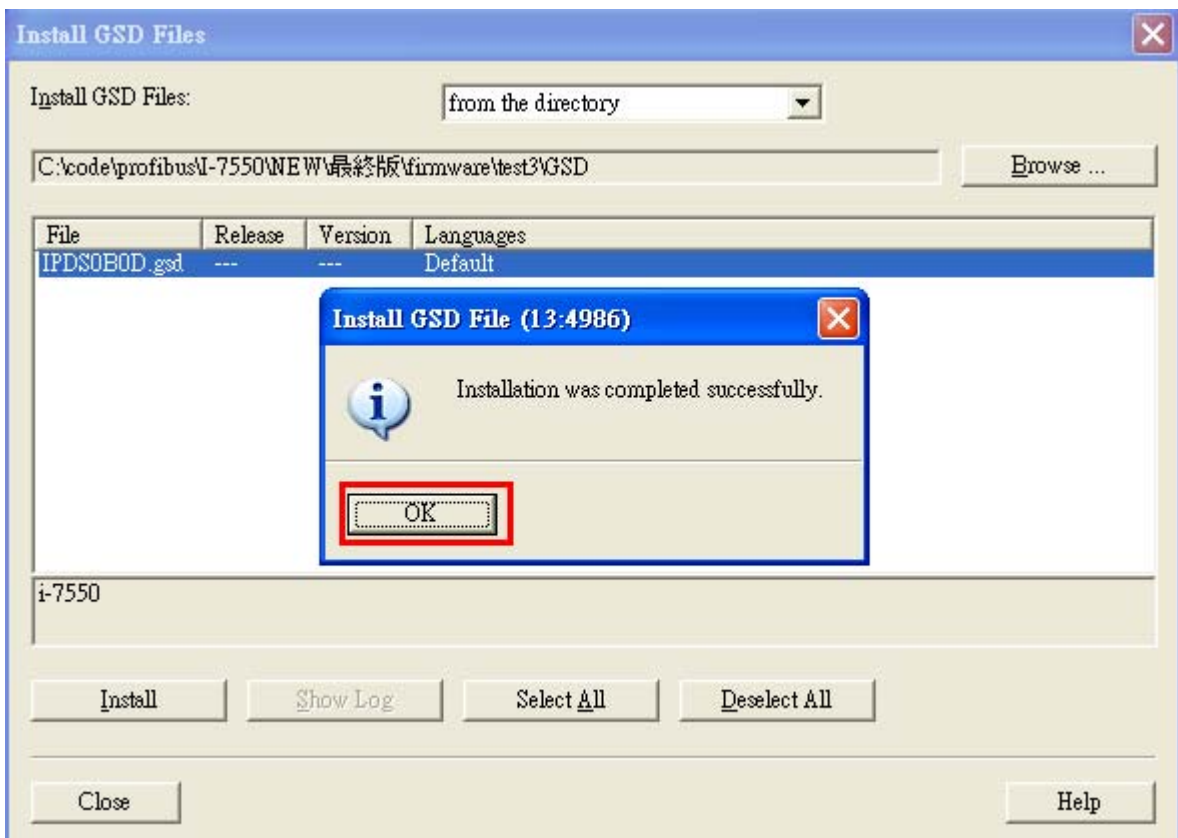 Install GSD Files
Install GSD Files:
from the directory
C:\code\profibus\I-7550\NEW\最終版\firmware\test3\GSD
Browse ...
File Release Version Languages
IPDS0B0D.gsd --- --- Default
Install GSD File (13:4986)
Installation was completed successfully.
OK
i-7550
Install Show Log Select All Deselect All
Close Help